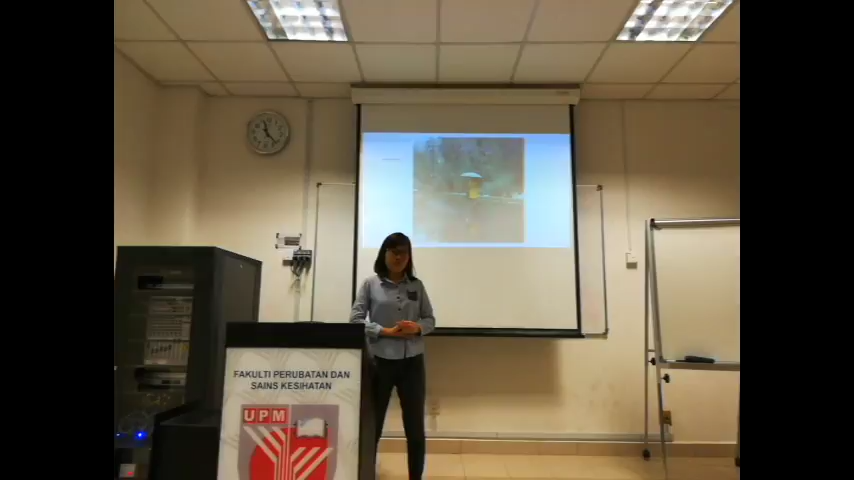 FAKULTI PERUBATAN DAN
SAINS KESIHATAN
UPM